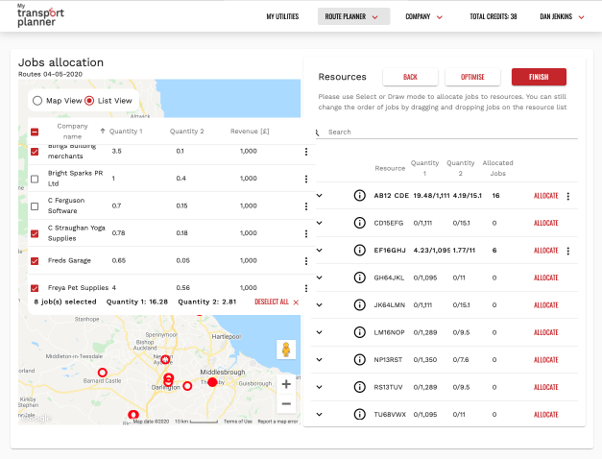 My
transport
planner
MY UTILITIES
ROUTE PLANNER
COMPANY
TOTAL CREDITS: 38
DAN JENKINS
Jobs allocation
Routes 04-05-2020
Map View
List View
Company name
Quantity 1
Quantity 2
Revenue [£]
Blings Building merchants 3.5 0.1 1,000
Bright Sparks PR Ltd 1 0.4 1,000
C Ferguson Software 0.7 0.15 1,000
C Straughan Yoga Supplies 0.78 0.18 1,000
Freds Garage 0.65 0.05 1,000
Freya Pet Supplies 4 0.56 1,000
8 job(s) selected Quantity 1: 16.28 Quantity 2: 2.81 DESELECT ALL
Stanhope
Spennymoor
Bishop Auckland
Hartlepool
Middleton-in-Teesdale
Barnard Castle
Darlington
Middlesbrough
Guisborough
Kirkby Stephen
Map data ©2020 10 km Terms of Use Report a map error
Resources
BACK
OPTIMISE
FINISH
Please use Select or Draw mode to allocate jobs to resources. You can still
change the order of jobs by dragging and dropping jobs on the resource list
Search
Resource
Quantity 1
Quantity 2
Allocated Jobs
AB12 CDE 19.48/1,111 4.19/15.1 16 ALLOCATE
CD15EFG 0/1,111 0/15.1 ALLOCATE
EF16GHJ 4.23/1,095 1.77/11 6 ALLOCATE
GH64JKL 0/1,095 0/11 ALLOCATE
JK64LMN 0/1,111 0/15.1 ALLOCATE
LM16NOP 0/1,289 0/9.5 ALLOCATE
NP13RST 0/1,350 0/7.6 ALLOCATE
RS13TUV 0/1,289 0/9.5 ALLOCATE
TU68VWX 0/1,095 0/11 ALLOCATE